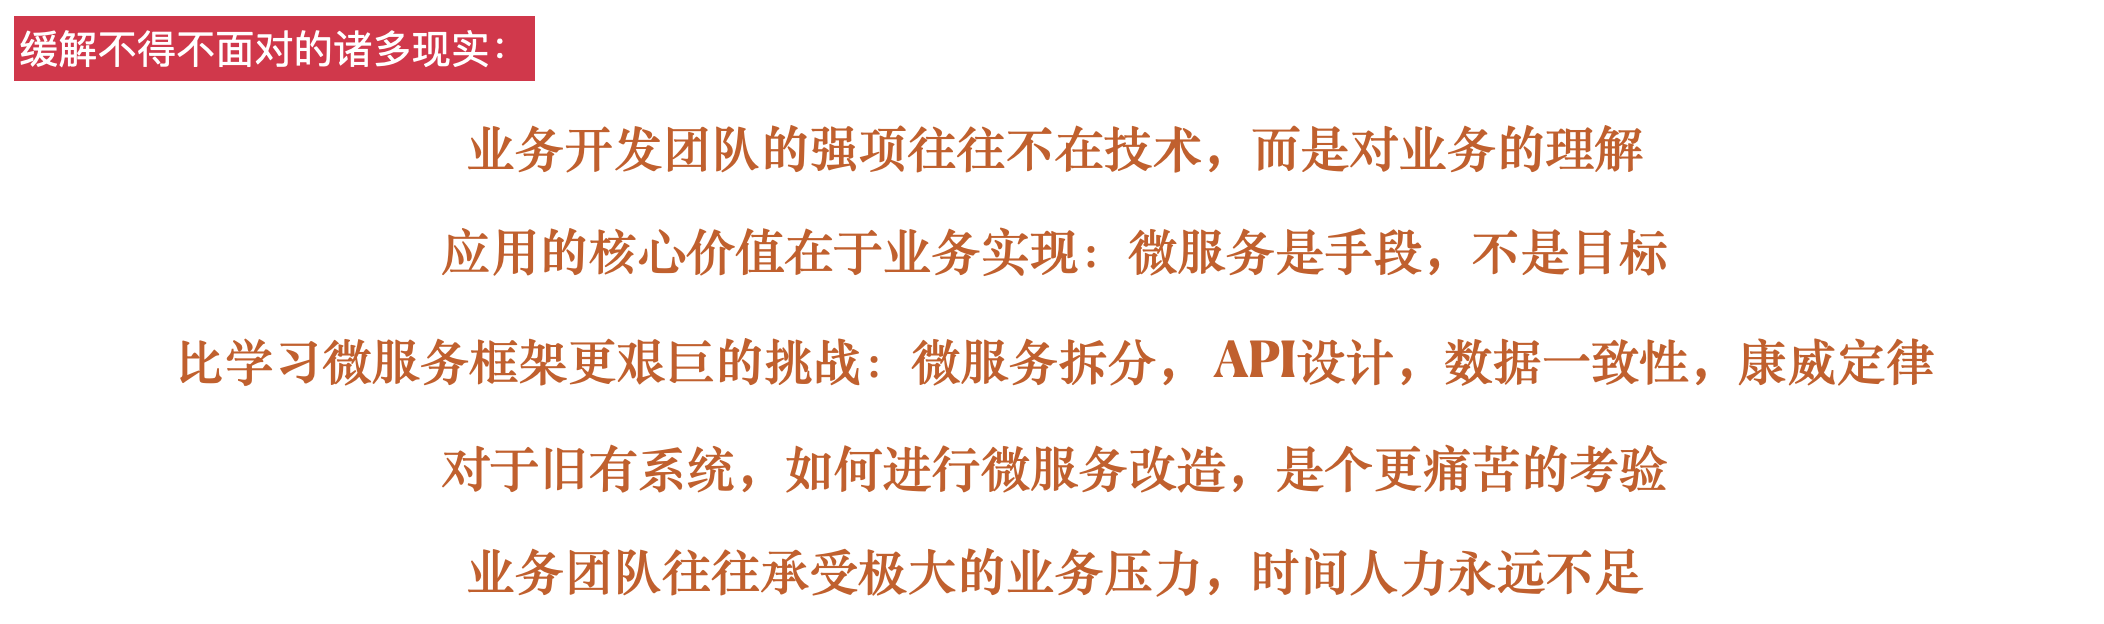 缓解不得不面对的诸多现实：
业务开发团队的强项往往不在技术，而是对业务的理解
应用的核心价值在于业务实现：微服务是手段，不是目标
比学习微服务框架更艰巨的挑战：微服务拆分，API设计，数据一致性，康威定律
对于旧有系统，如何进行微服务改造，是个更痛苦的考验
业务团队往往承受极大的业务压力，时间人力永远不足